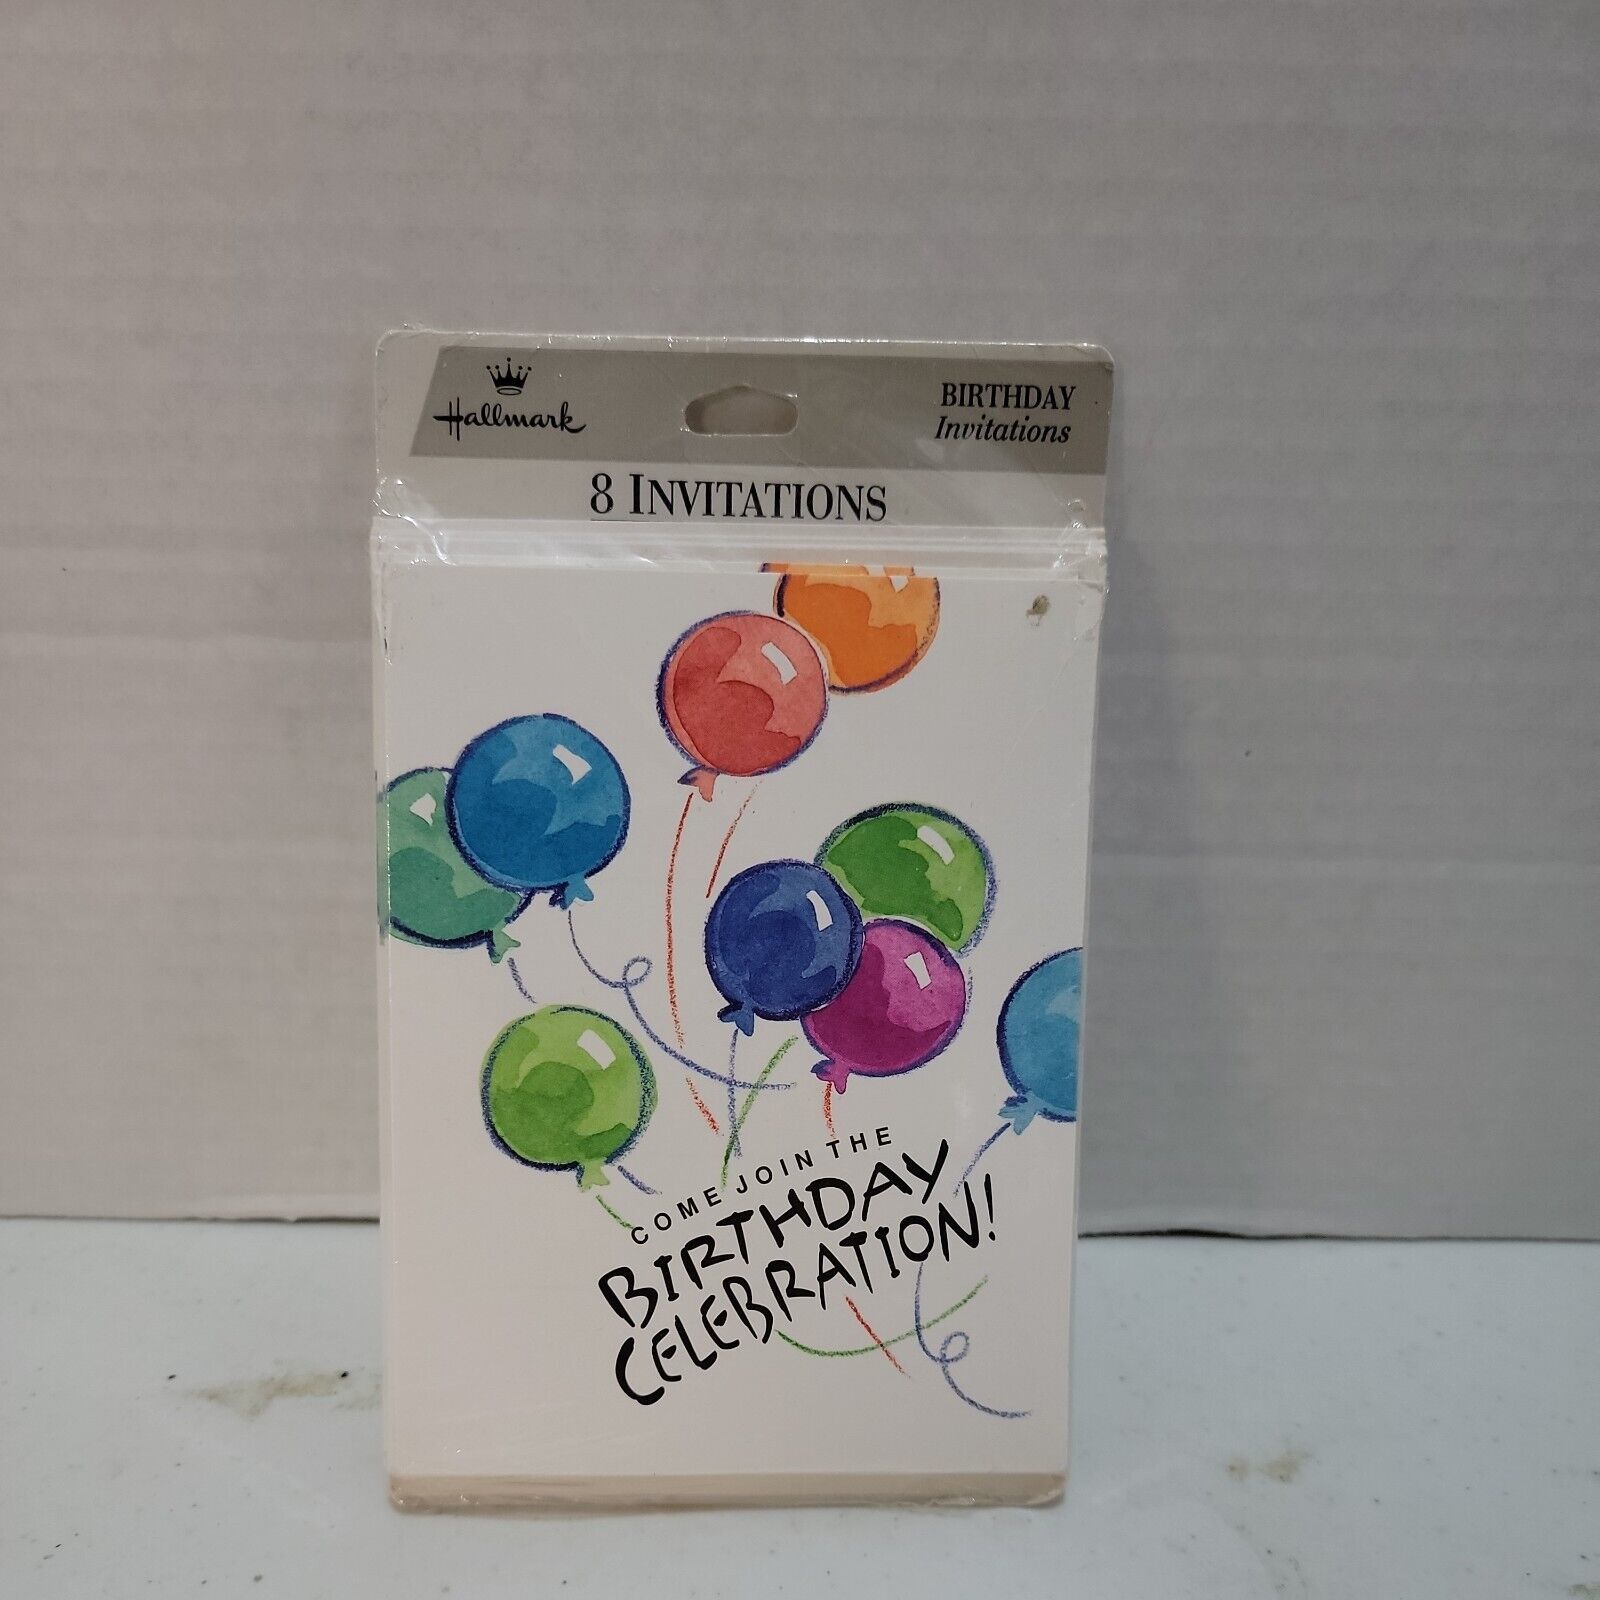 Hallmark
BIRTHDAY
Invitations
8 INVITATIONS
COME JOIN THE
BIRTHDAY
CELEBRATION!